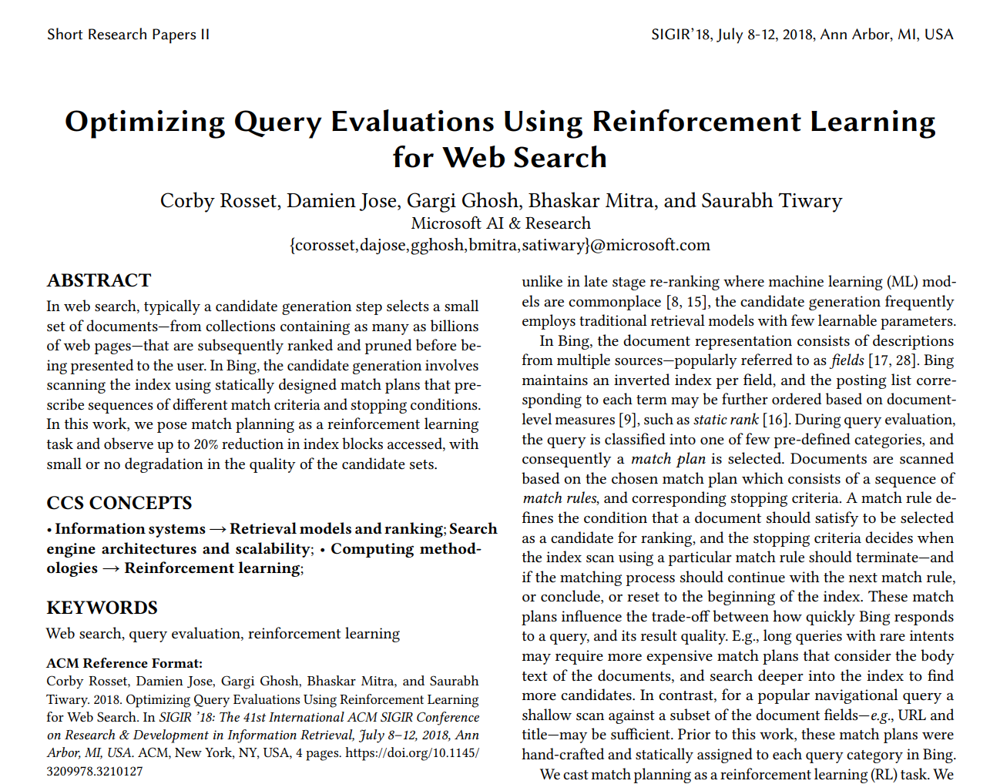 Short Research Papers II
SIGIR'18, July 8-12, 2018, Ann Arbor, MI, USA
Optimizing Query Evaluations Using Reinforcement Learning
for Web Search
Corby Rosset, Damien Jose, Gargi Ghosh, Bhaskar Mitra, and Saurabh Tiwary
Microsoft AI & Research
{corosset,dajose,gghosh,bmitra,satiwary}@microsoft.com
ABSTRACT
In web search, typically a candidate generation step selects a small
set of documents—from collections containing as many as billions
of web pages—that are subsequently ranked and pruned before be-
ing presented to the user. In Bing, the candidate generation involves
scanning the index using statically designed match plans that pre-
scribe sequences of different match criteria and stopping conditions.
In this work, we pose match planning as a reinforcement learning
task and observe up to 20% reduction in index blocks accessed, with
small or no degradation in the quality of the candidate sets.
CCS CONCEPTS
• Information systems → Retrieval models and ranking; Search
engine architectures and scalability; • Computing method-
ologies → Reinforcement learning;
KEYWORDS
Web search, query evaluation, reinforcement learning
ACM Reference Format:
Corby Rosset, Damien Jose, Gargi Ghosh, Bhaskar Mitra, and Saurabh
Tiwary. 2018. Optimizing Query Evaluations Using Reinforcement Learning
for Web Search. In SIGIR '18: The 41st International ACM SIGIR Conference
on Research & Development in Information Retrieval, July 8–12, 2018, Ann
Arbor, MI, USA. ACM, New York, NY, USA, 4 pages. https://doi.org/10.1145/
3209978.3210127
unlike in late stage re-ranking where machine learning (ML) mod-
els are commonplace [8, 15], the candidate generation frequently
employs traditional retrieval models with few learnable parameters.
In Bing, the document representation consists of descriptions
from multiple sources—popularly referred to as fields [17, 28]. Bing
maintains an inverted index per field, and the posting list corre-
sponding to each term may be further ordered based on document-
level measures [9], such as static rank [16]. During query evaluation,
the query is classified into one of few pre-defined categories, and
consequently a match plan is selected. Documents are scanned
based on the chosen match plan which consists of a sequence of
match rules, and corresponding stopping criteria. A match rule de-
fines the condition that a document should satisfy to be selected
as a candidate for ranking, and the stopping criteria decides when
the index scan using a particular match rule should terminate—and
if the matching process should continue with the next match rule,
or conclude, or reset to the beginning of the index. These match
plans influence the trade-off between how quickly Bing responds
to a query, and its result quality. E.g., long queries with rare intents
may require more expensive match plans that consider the body
text of the documents, and search deeper into the index to find
more candidates. In contrast, for a popular navigational query a
shallow scan against a subset of the document fields—e.g., URL and
title—may be sufficient. Prior to this work, these match plans were
hand-crafted and statically assigned to each query category in Bing.
We cast match planning as a reinforcement learning (RL) task. We